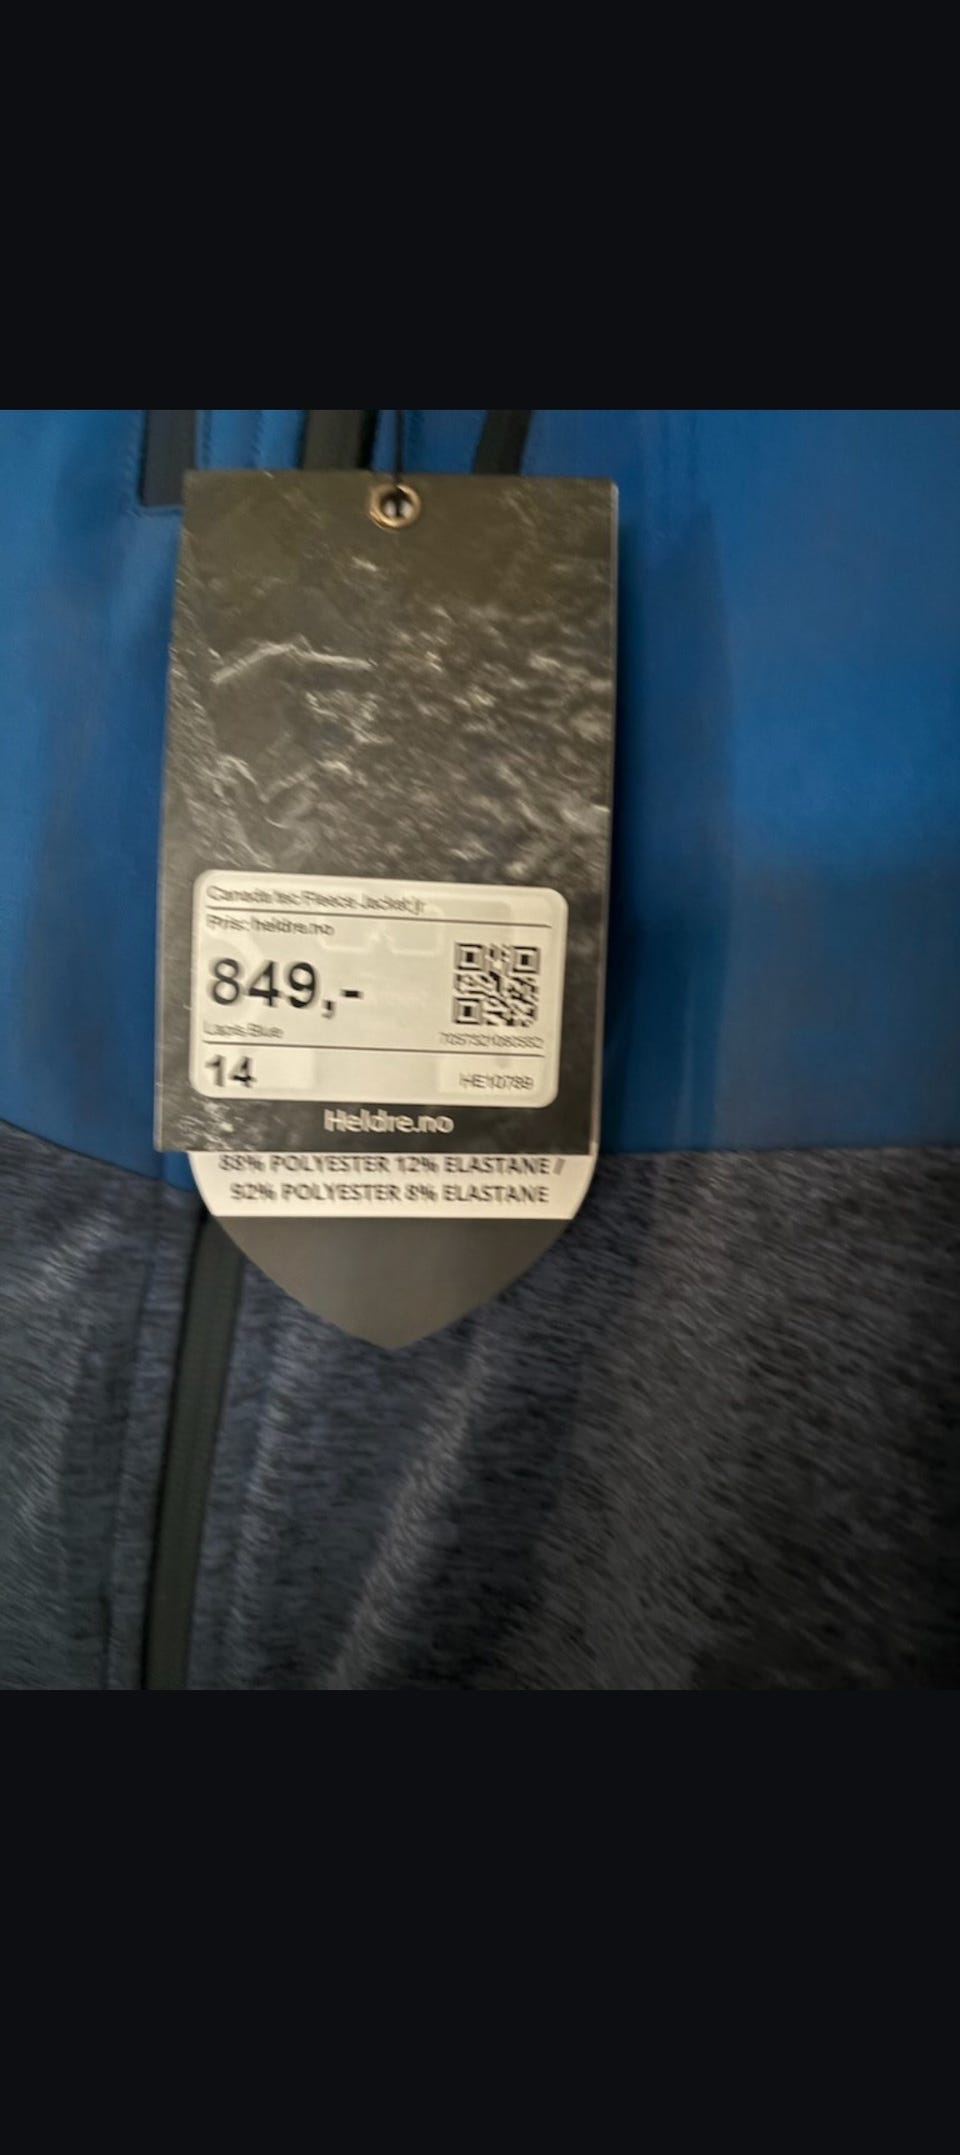 Canada tec Fleece Jacket jr
Pris: heldre.no
849,-
Lapis Blue
14
HE10789
Heldre.no
88% POLYESTER 12% ELASTANE /
92% POLYESTER 8% ELASTANE